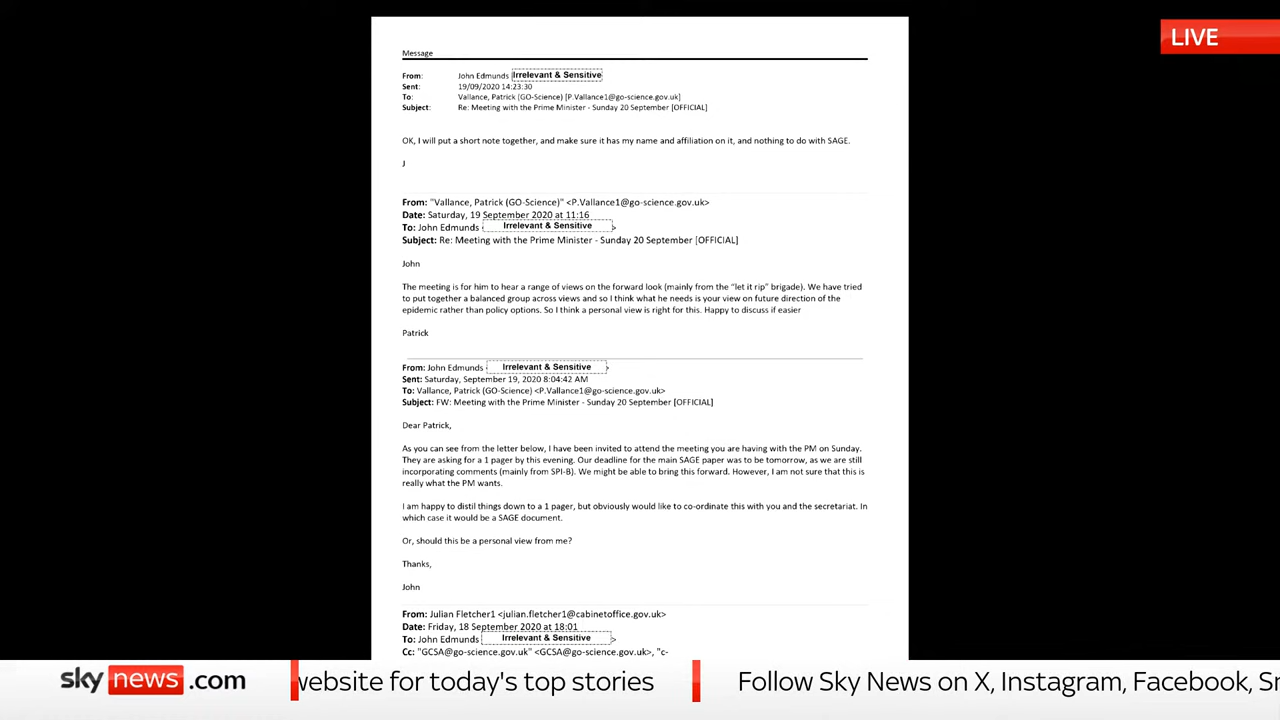 LIVE
Message
From: John Edmunds Irrelevant & Sensitive
Sent: 19/09/2020 14:23:30
To: Vallance, Patrick (GO-Science) [P.Vallance1@go-science.gov.uk]
Subject: Re: Meeting with the Prime Minister - Sunday 20 September [OFFICIAL]
OK, I will put a short note together, and make sure it has my name and affiliation on it, and nothing to do with SAGE.
J
From: "Vallance, Patrick (GO-Science)" <P.Vallance1@go-science.gov.uk>
Date: Saturday, 19 September 2020 at 11:16
To: John Edmunds Irrelevant & Sensitive >
Subject: Re: Meeting with the Prime Minister - Sunday 20 September [OFFICIAL]
John
The meeting is for him to hear a range of views on the forward look (mainly from the “let it rip” brigade). We have tried
to put together a balanced group across views and so I think what he needs is your view on future direction of the
epidemic rather than policy options. So I think a personal view is right for this. Happy to discuss if easier
Patrick
From: John Edmunds Irrelevant & Sensitive >
Sent: Saturday, September 19, 2020 8:04:42 AM
To: Vallance, Patrick (GO-Science) <P.Vallance1@go-science.gov.uk>
Subject: FW: Meeting with the Prime Minister - Sunday 20 September [OFFICIAL]
Dear Patrick,
As you can see from the letter below, I have been invited to attend the meeting you are having with the PM on Sunday.
They are asking for a 1 pager by this evening. Our deadline for the main SAGE paper was to be tomorrow, as we are still
incorporating comments (mainly from SPI-B). We might be able to bring this forward. However, I am not sure that this is
really what the PM wants.
I am happy to distil things down to a 1 pager, but obviously would like to co-ordinate this with you and the secretariat. In
which case it would be a SAGE document.
Or, should this be a personal view from me?
Thanks,
John
From: Julian Fletcher1 <julian.fletcher1@cabinetoffice.gov.uk>
Date: Friday, 18 September 2020 at 18:01
To: John Edmunds Irrelevant & Sensitive >
Cc: "GCSA@go-science.gov.uk" <GCSA@go-science.gov.uk>, "c-
sky news .com website for today's top stories Follow Sky News on X, Instagram, Facebook, Sn